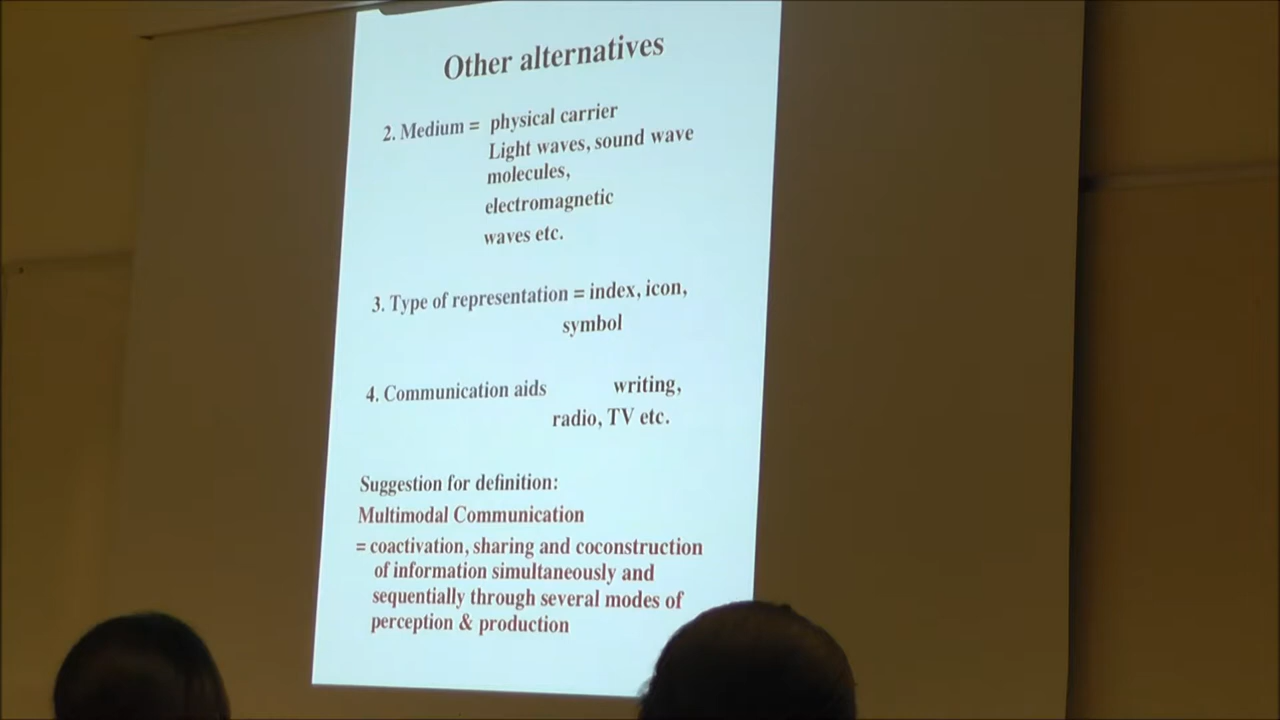 Other alternatives
2. Medium = physical carrier
Light waves, sound wave
molecules,
electromagnetic
waves etc.
3. Type of representation = index, icon,
symbol
4. Communication aids writing,
radio, TV etc.
Suggestion for definition:
Multimodal Communication
= coactivation, sharing and coconstruction
of information simultaneously and
sequentially through several modes of
perception & production